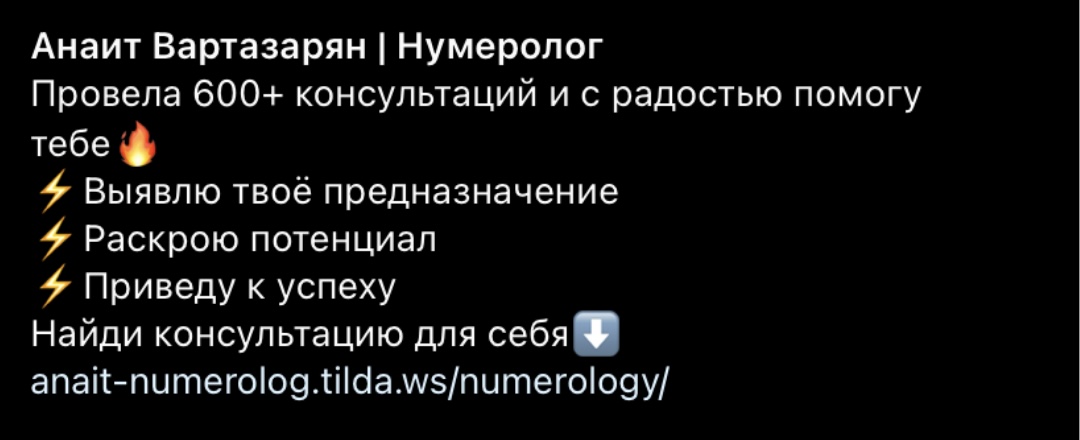 Анаит Вартазарян | Нумеролог
Провела 600+ консультаций и с радостью помогу
тебе🔥
⚡Выявлю твоё предназначение
⚡Раскрою потенциал
⚡Приведу к успеху
Найди консультацию для себя⬇️
anait-numerolog.tilda.ws/numerology/